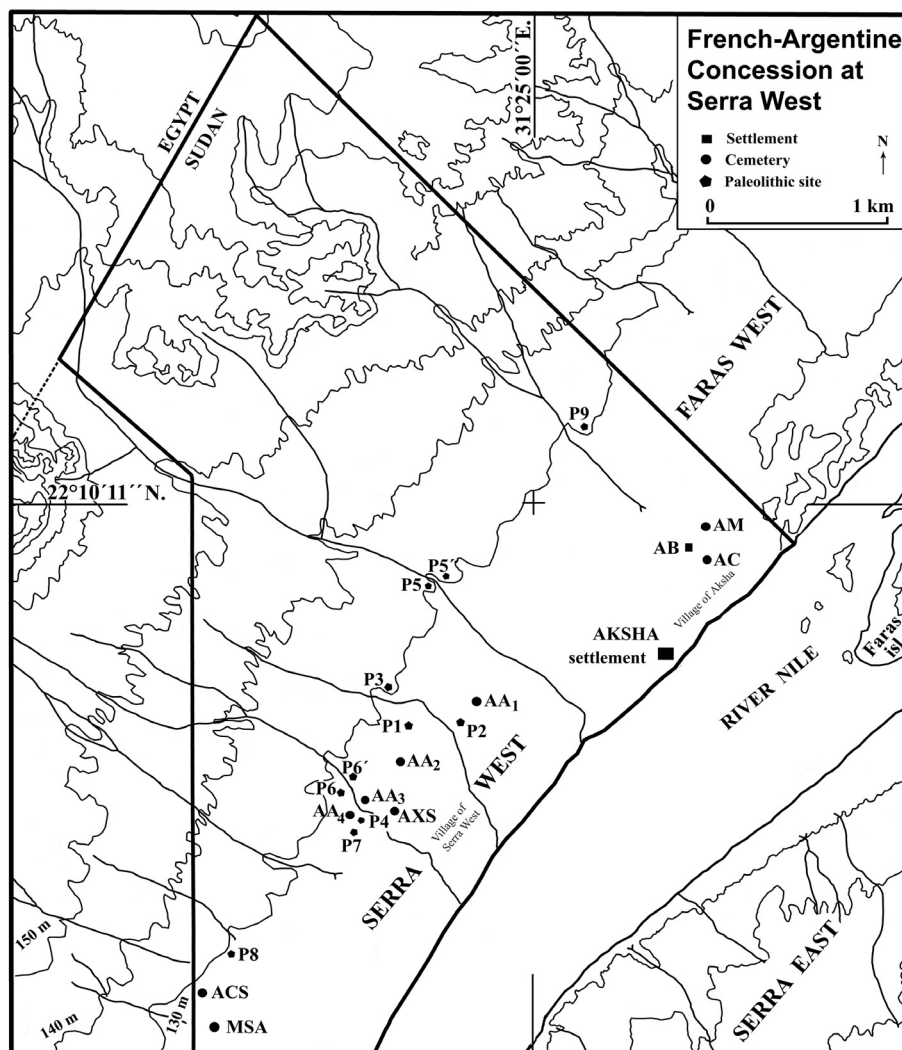 French-Argentine
Concession at
Serra West
Settlement
Cemetery
Paleolithic site
N
0 1 km
31°25´00´´E.
EGYPT
SUDAN
FARAS WEST
P9
22°10´11´´N.
AM
AB
AC
P5´
P5
Village of Aksha
AKSHA
settlement
Faras
isl
RIVER NILE
P3
AA1
P1
P2
WEST
AA2
P6´
P6
AA3
AXS
AA4
P4
P7
Village of
Serra West
SERRA
150 m
P8
SERRA EAST
ACS
130 m
140 m
MSA